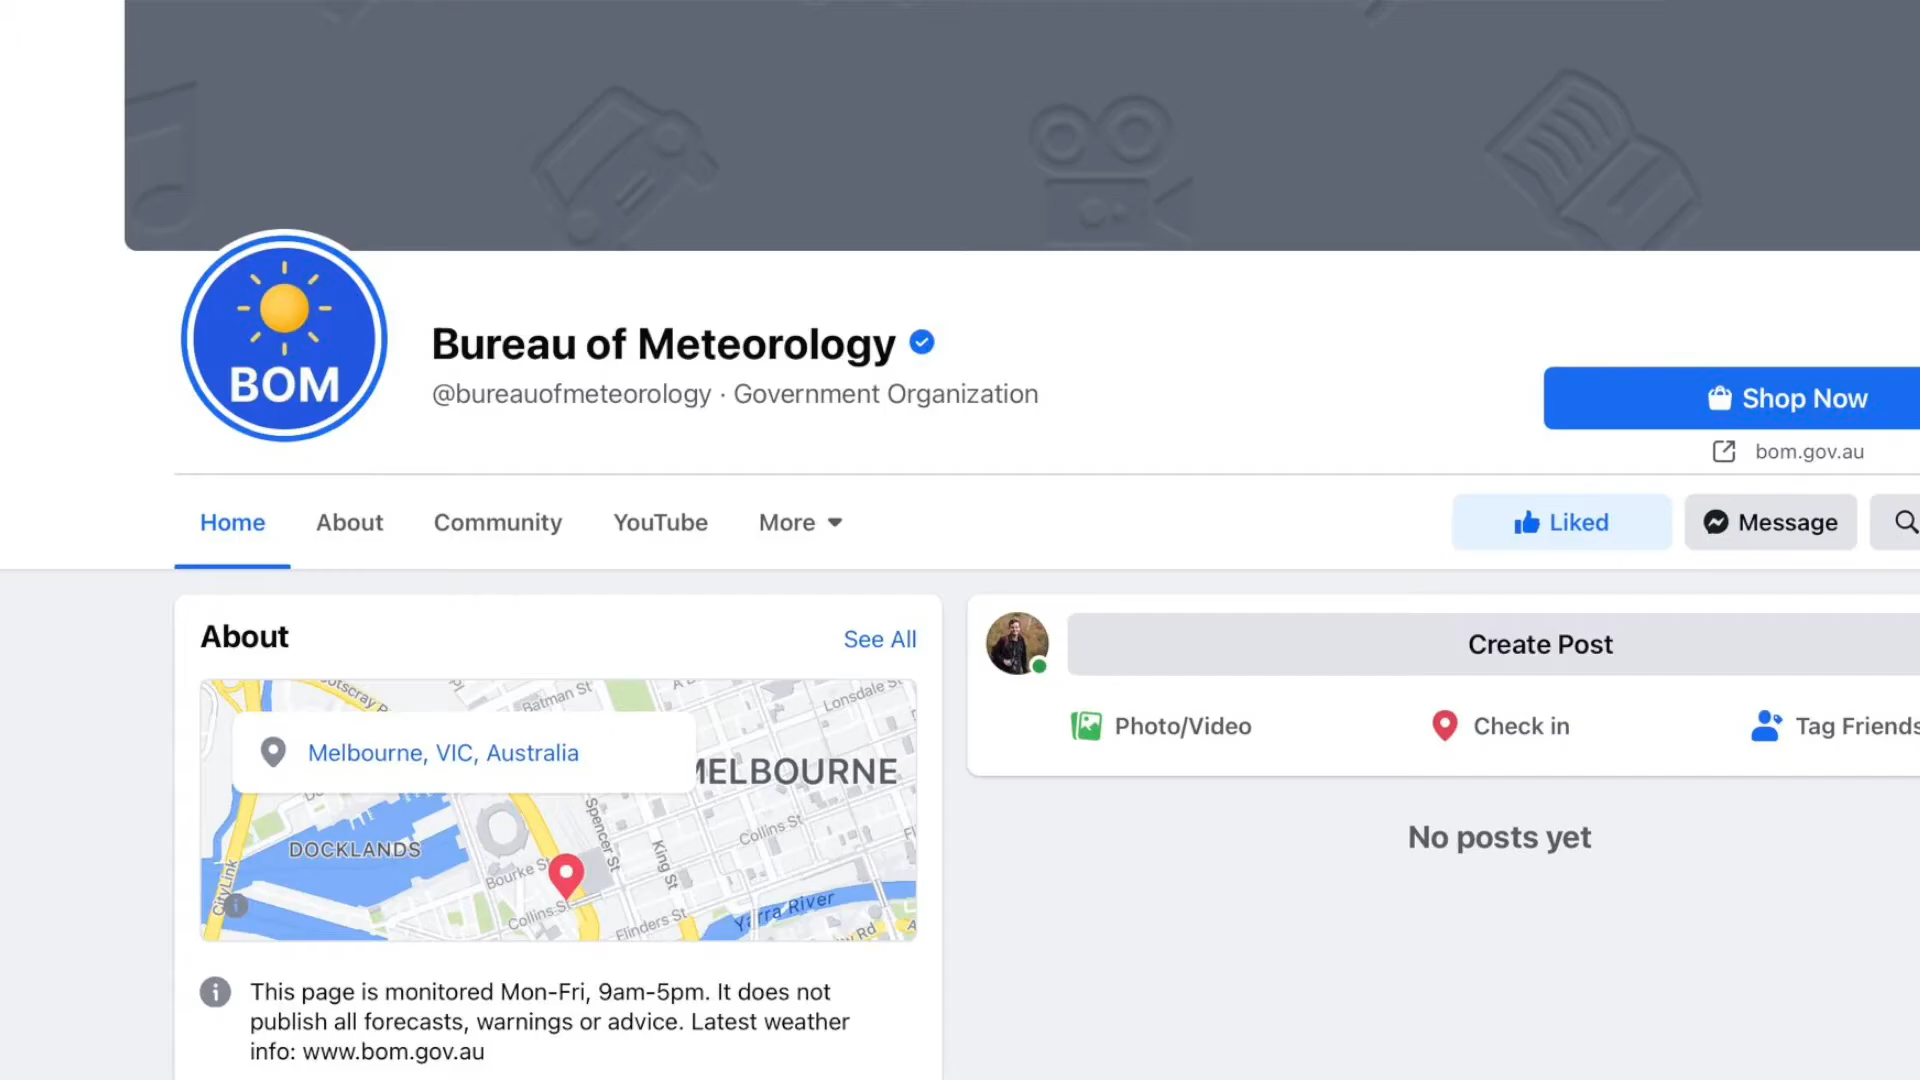 BOM
Bureau of Meteorology
@bureauofmeteorology · Government Organization
Shop Now
bom.gov.au
Home
About
Community
YouTube
More
Liked
Message
About
See All
Batman St
Lonsdale St
Melbourne, VIC, Australia
MELBOURNE
DOCKLANDS
Spencer St
King St
Collins St
Bourke St
CityLink
Collins St
Flinders St
Yarra River
Rd
This page is monitored Mon-Fri, 9am-5pm. It does not
publish all forecasts, warnings or advice. Latest weather
info: www.bom.gov.au
Create Post
Photo/Video
Check in
Tag Friends
No posts yet